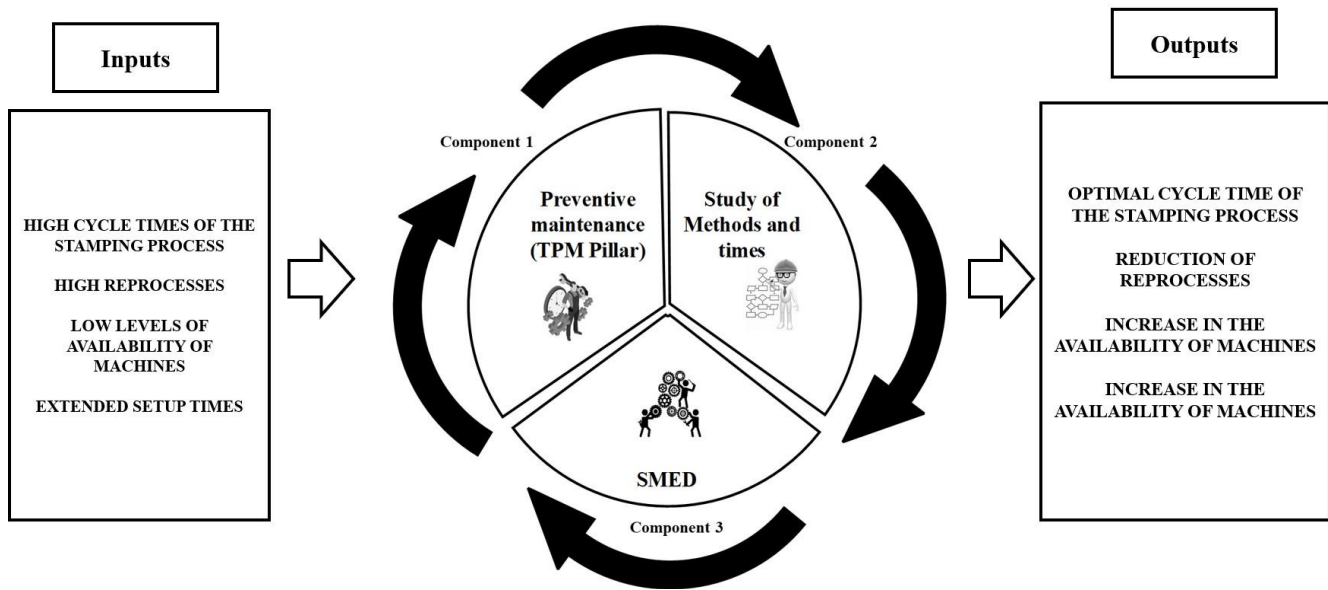 Inputs
HIGH CYCLE TIMES OF THE
STAMPING PROCESS
HIGH REPROCESSES
LOW LEVELS OF
AVAILABILITY OF
MACHINES
EXTENDED SETUP TIMES
Component 1
Preventive
maintenance
(TPM Pillar)
Component 2
Study of
Methods and
times
SMED
Component 3
Outputs
OPTIMAL CYCLE TIME OF
THE STAMPING PROCESS
REDUCTION OF
REPROCESSES
INCREASE IN THE
AVAILABILITY OF MACHINES
INCREASE IN THE
AVAILABILITY OF MACHINES